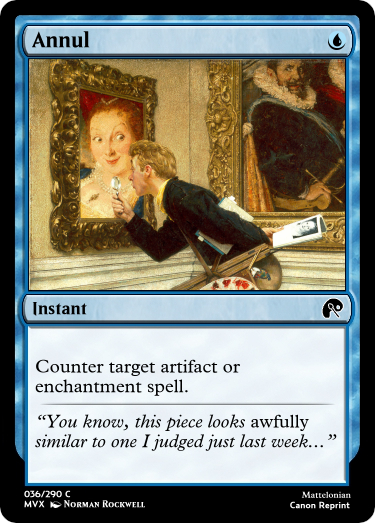 Annul
Instant
Counter target artifact or
enchantment spell.
“You know, this piece looks awfully
similar to one I judged just last week…”
036/290 C
MVX Norman Rockwell
Mattelonian
Canon Reprint